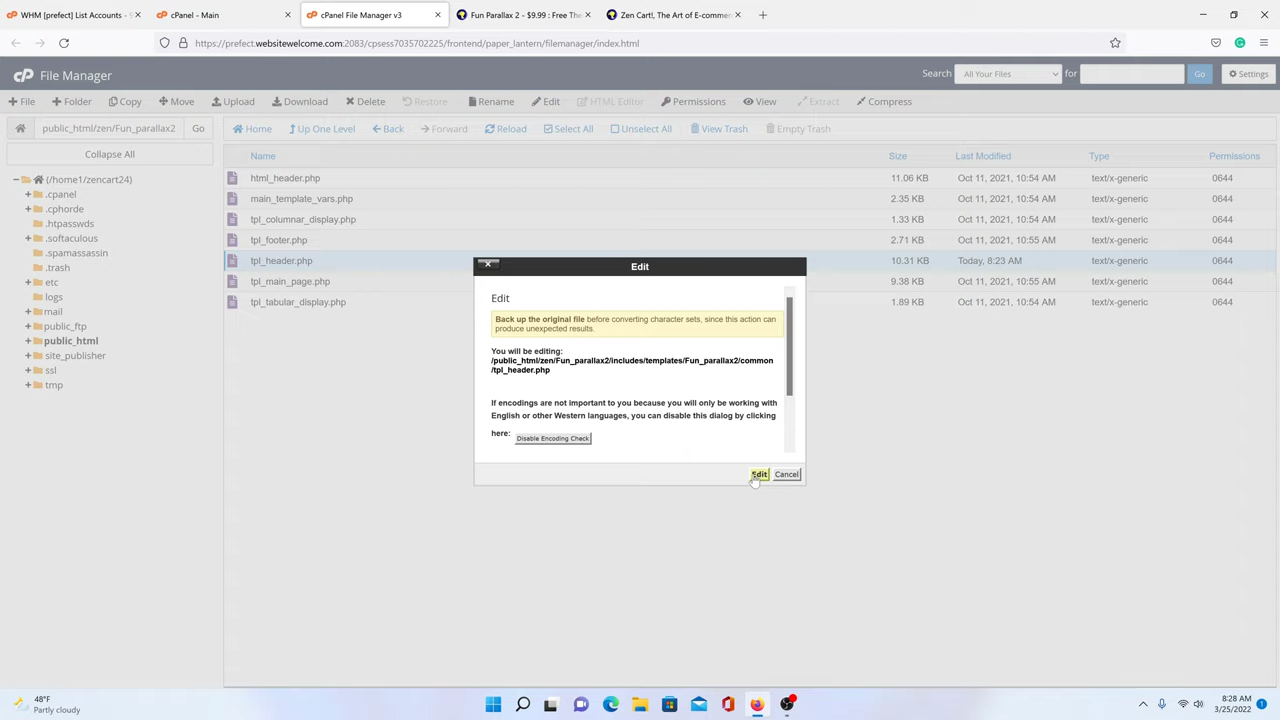 WHM [prefect] List Accounts - 5
cPanel - Main
cPanel File Manager v3
Fun Parallax 2 - $9.99 : Free The
Zen Cart!, The Art of E-comme
https://prefect.websitewelcome.com:2083/cpsess7035702225/frontend/paper_lantern/filemanager/index.html
cP File Manager
Search All Your Files for Go Settings
File Folder Copy Move Upload Download Delete Restore Rename Edit HTML Editor Permissions View Extract Compress
public_html/zen/Fun_parallax2 Go
Home Up One Level Back Forward Reload Select All Unselect All View Trash Empty Trash
Collapse All
Name Size Last Modified Type Permissions
(/home1/zencart24)
.cpanel
.cphorde
.htpasswds
.softaculous
.spamassassin
.trash
etc
logs
mail
public_ftp
public_html
site_publisher
ssl
tmp
html_header.php 11.06 KB Oct 11, 2021, 10:54 AM text/x-generic 0644
main_template_vars.php 2.35 KB Oct 11, 2021, 10:54 AM text/x-generic 0644
tpl_columnar_display.php 1.33 KB Oct 11, 2021, 10:54 AM text/x-generic 0644
tpl_footer.php 2.71 KB Oct 11, 2021, 10:55 AM text/x-generic 0644
tpl_header.php 10.31 KB Today, 8:23 AM text/x-generic 0644
tpl_main_page.php 9.38 KB Oct 11, 2021, 10:55 AM text/x-generic 0644
tpl_tabular_display.php 1.89 KB Oct 11, 2021, 10:54 AM text/x-generic 0644
Edit
Edit
Back up the original file before converting character sets, since this action can
produce unexpected results.
You will be editing:
/public_html/zen/Fun_parallax2/includes/templates/Fun_parallax2/common
/tpl_header.php
If encodings are not important to you because you will only be working with
English or other Western languages, you can disable this dialog by clicking
here: Disable Encoding Check
Edit Cancel
48°F
Partly cloudy
8:28 AM
3/25/2022